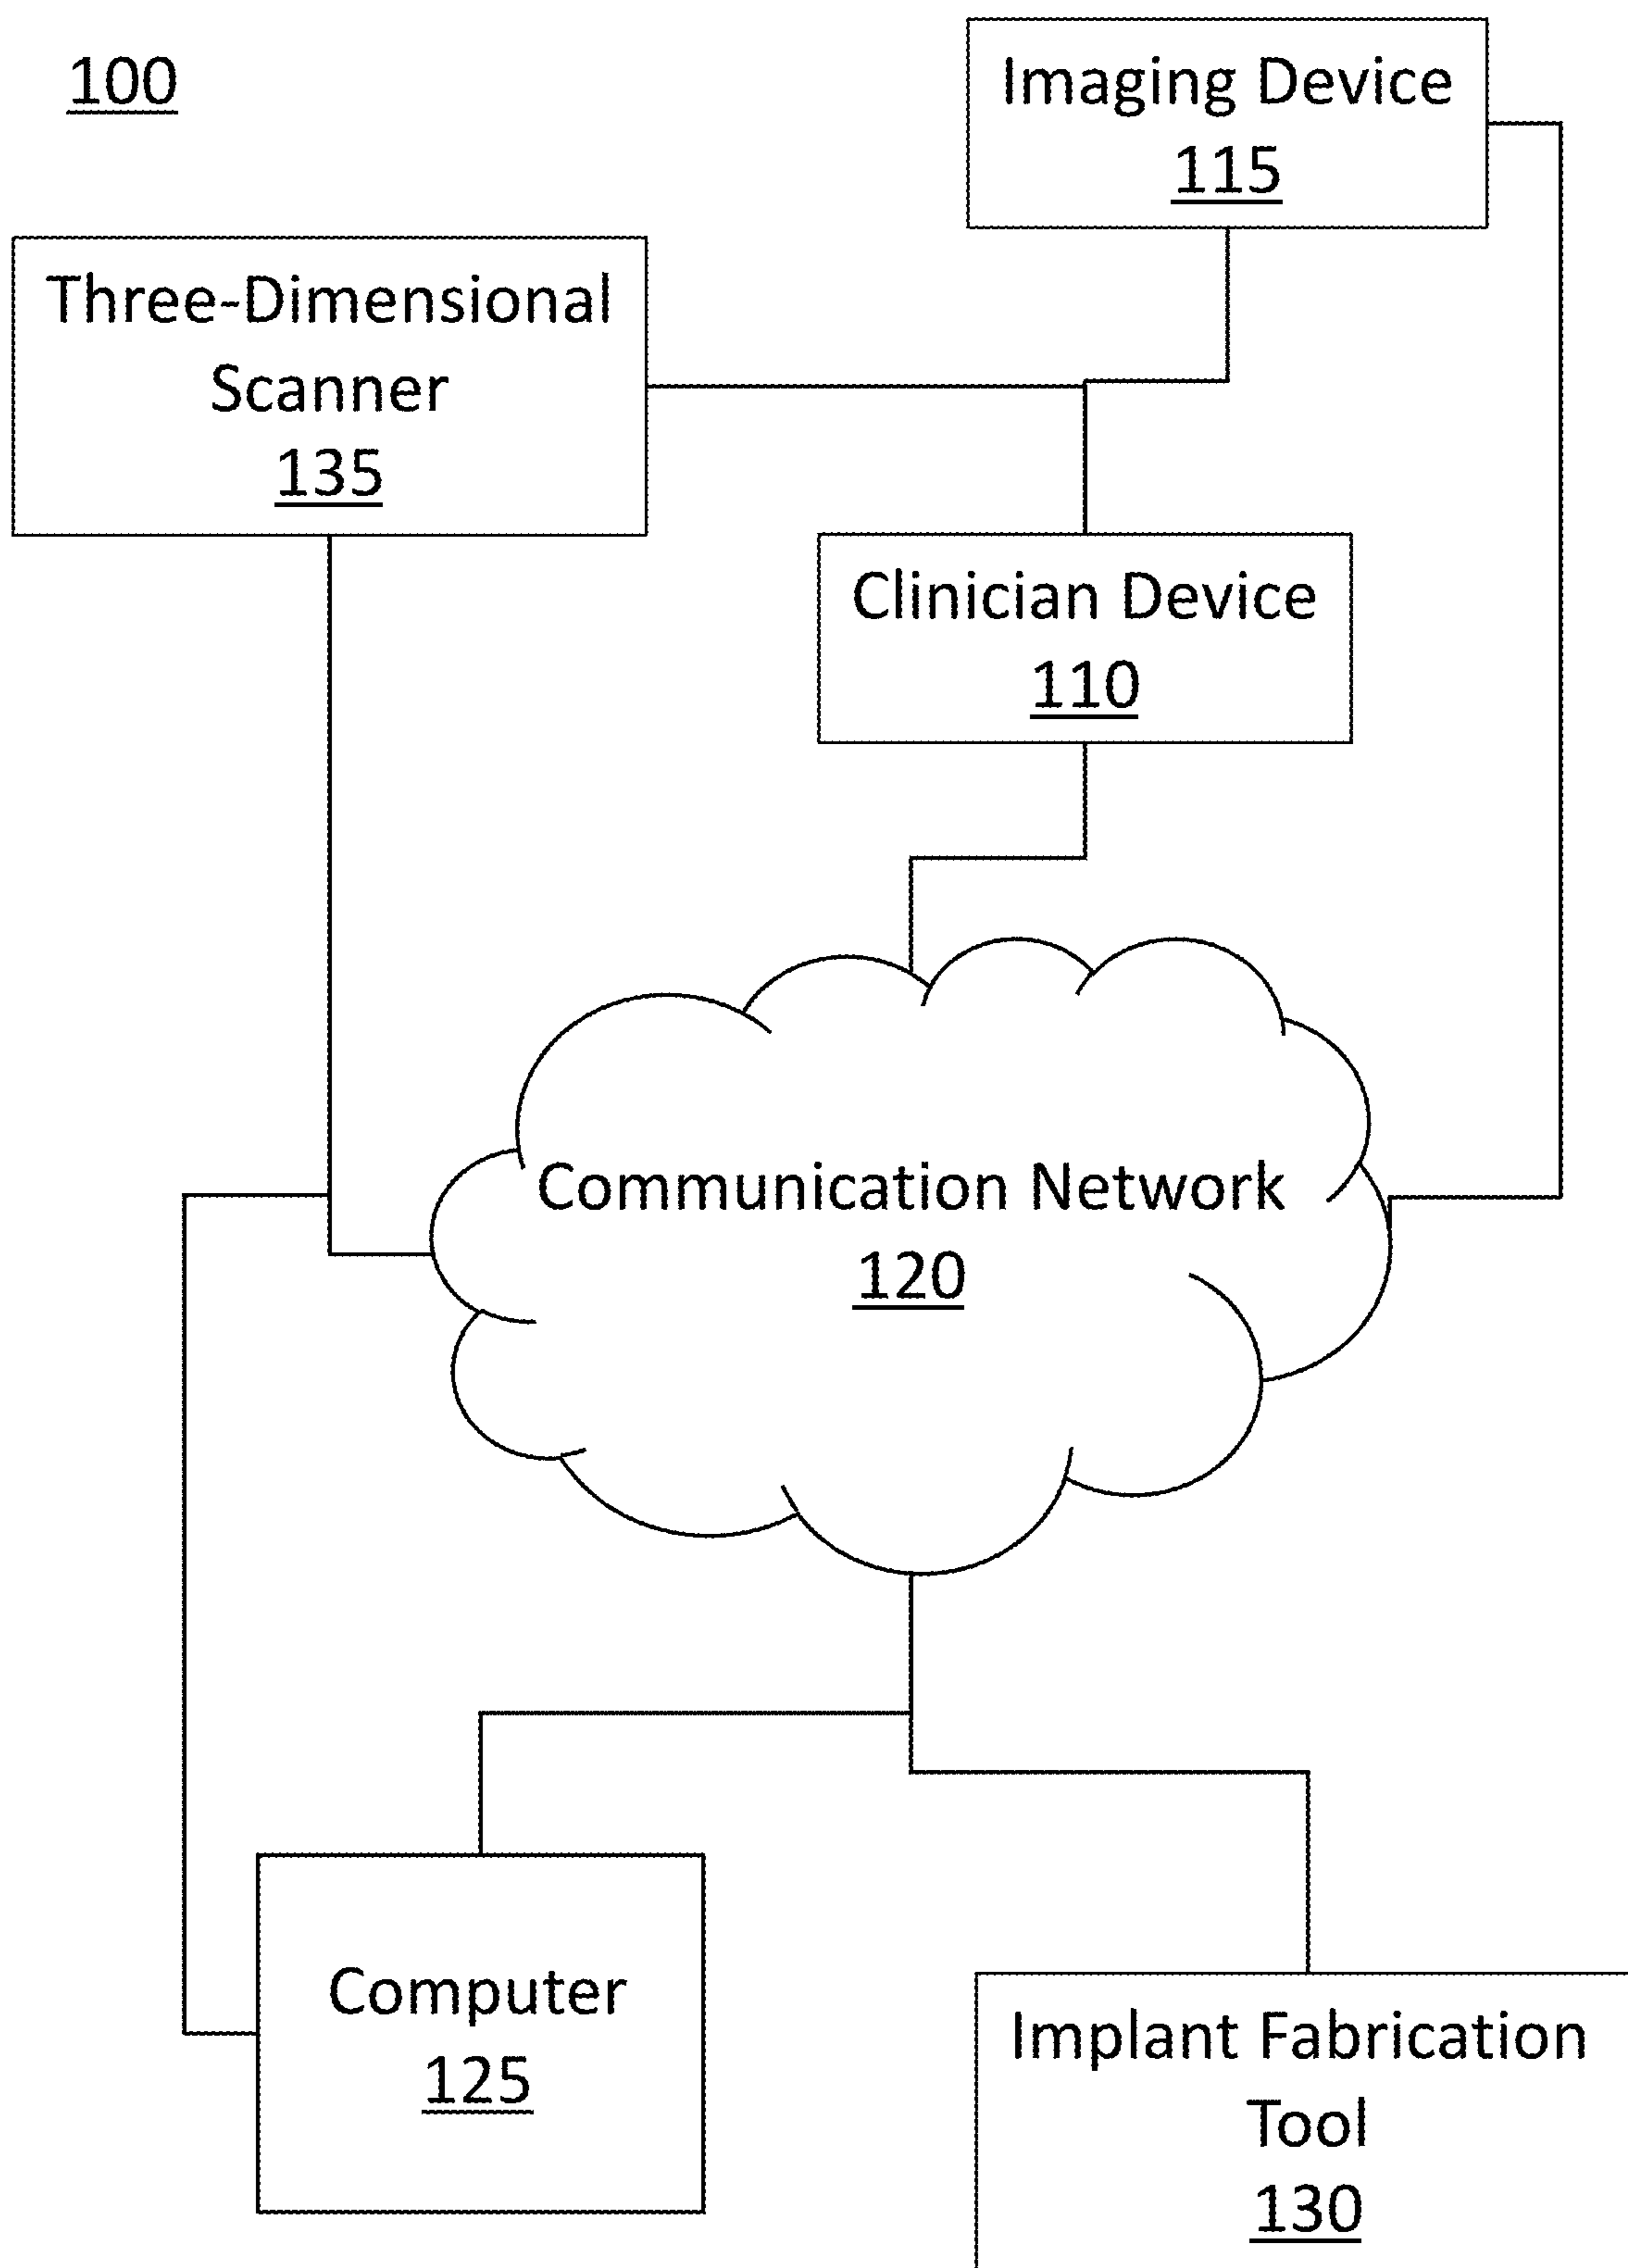 100
Imaging Device
115
Three-Dimensional
Scanner
135
Clinician Device
110
Communication Network
120
Computer
125
Implant Fabrication
Tool
130